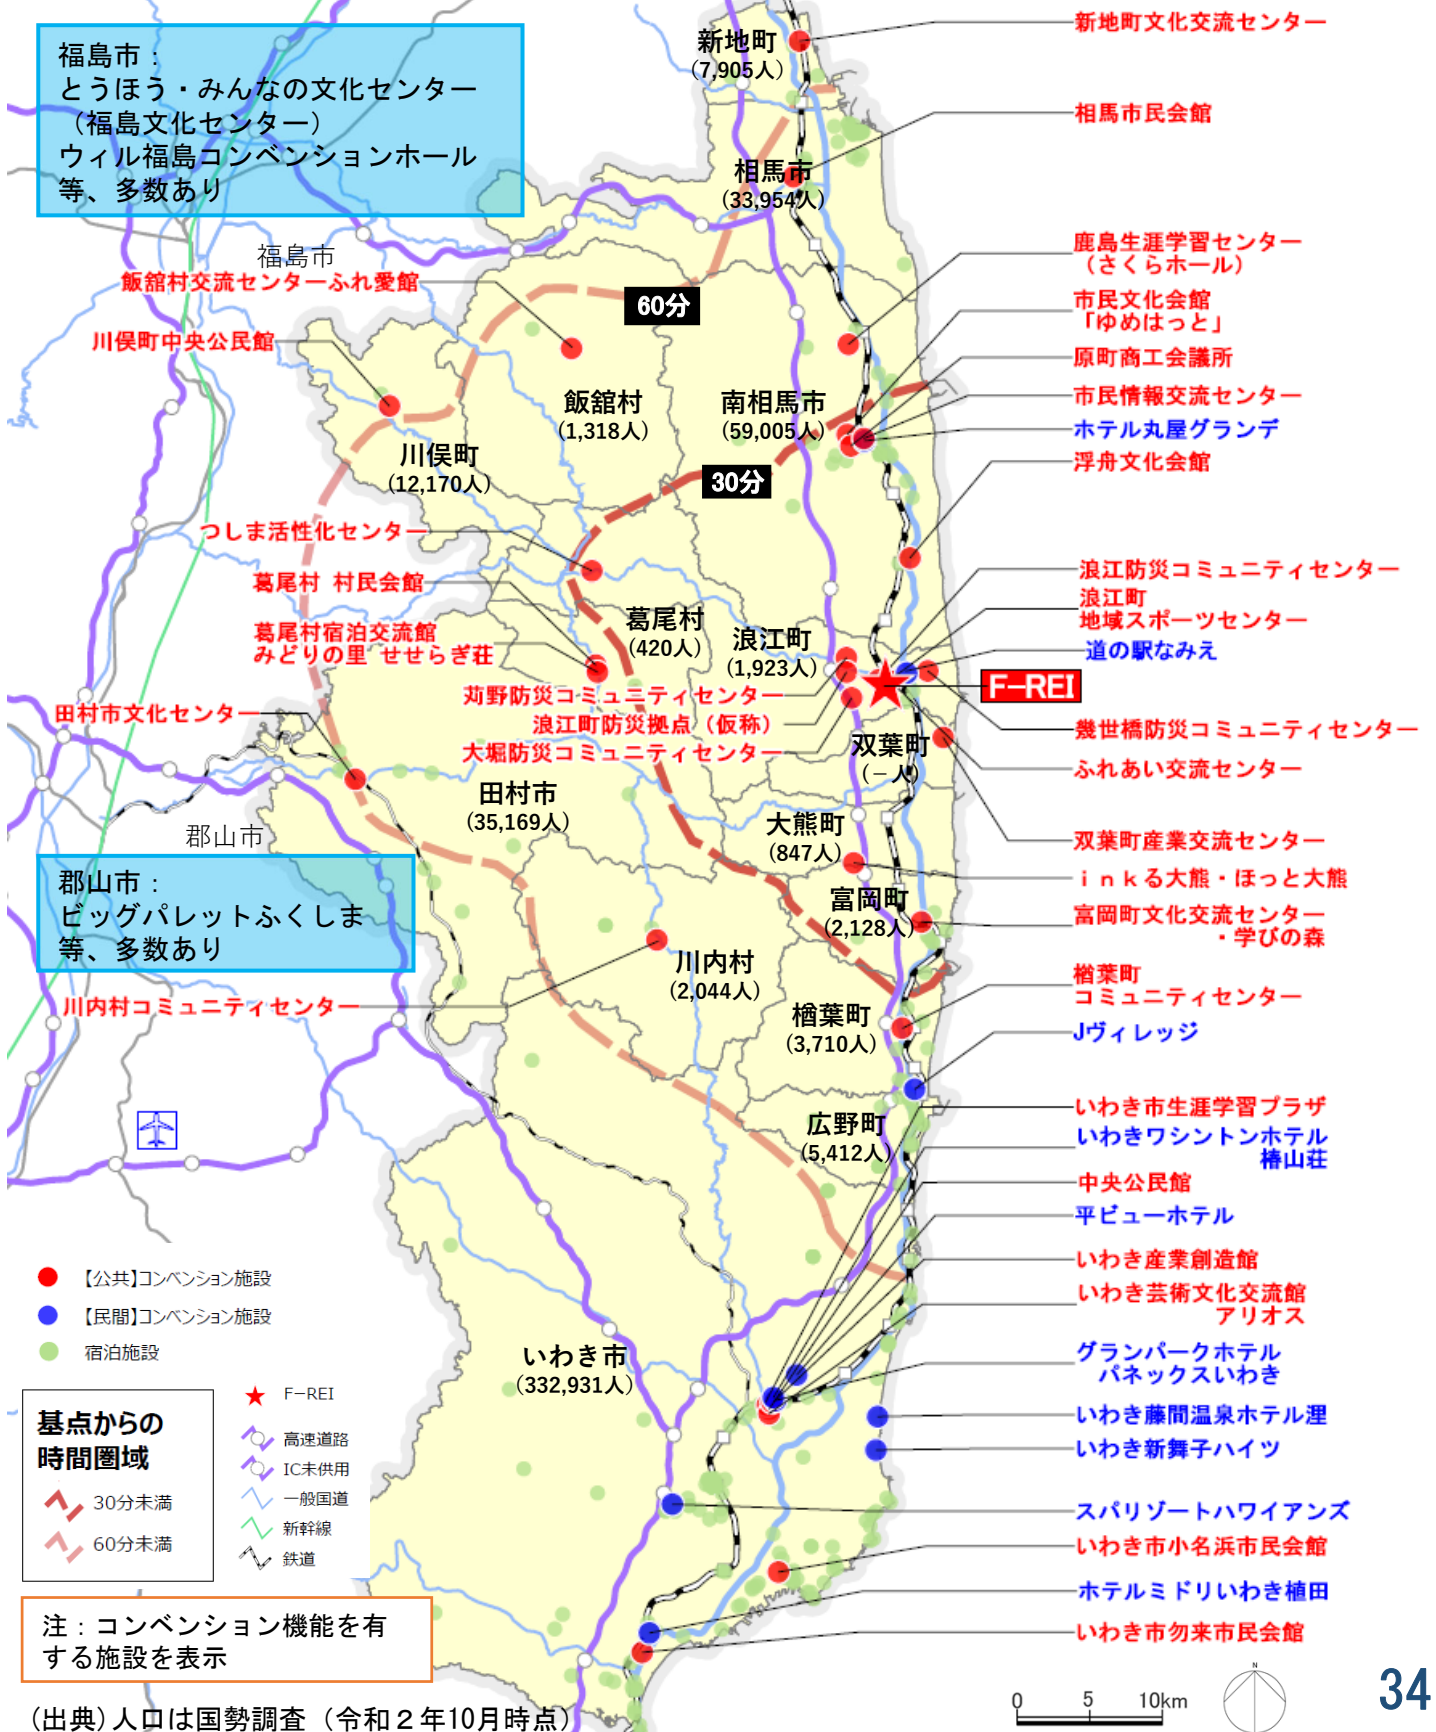 福島市：
とうほう・みんなの文化センター
（福島文化センター）
ウィル福島コンベンションホール
等、多数あり
福島市
飯舘村交流センターふれ愛館
川俣町中央公民館
新地町
(7,905人)
相馬市
(33,954人)
60分
飯舘村
(1,318人)
南相馬市
(59,005人)
川俣町
(12,170人)
30分
つしま活性化センター
葛尾村 村民会館
葛尾村宿泊交流館
みどりの里 せせらぎ荘
葛尾村
(420人)
浪江町
(1,923人)
苅野防災コミュニティセンター
浪江町防災拠点（仮称）
大堀防災コミュニティセンター
田村市文化センター
双葉町
(－人)
田村市
(35,169人)
大熊町
(847人)
郡山市
郡山市：
ビッグパレットふくしま
等、多数あり
富岡町
(2,128人)
川内村
(2,044人)
川内村コミュニティセンター
楢葉町
(3,710人)
広野町
(5,412人)
いわき市
(332,931人)
新地町文化交流センター
相馬市民会館
鹿島生涯学習センター
（さくらホール）
市民文化会館
「ゆめはっと」
原町商工会議所
市民情報交流センター
ホテル丸屋グランデ
浮舟文化会館
浪江防災コミュニティセンター
浪江町
地域スポーツセンター
道の駅なみえ
F-REI
幾世橋防災コミュニティセンター
ふれあい交流センター
双葉町産業交流センター
ｉｎｋる大熊・ほっと大熊
富岡町文化交流センター
・学びの森
楢葉町
コミュニティセンター
Jヴィレッジ
いわき市生涯学習プラザ
いわきワシントンホテル
椿山荘
中央公民館
平ビューホテル
いわき産業創造館
いわき芸術文化交流館
アリオス
グランパークホテル
パネックスいわき
いわき藤間温泉ホテル浬
いわき新舞子ハイツ
スパリゾートハワイアンズ
いわき市小名浜市民会館
ホテルミドリいわき植田
いわき市勿来市民会館
【公共】コンベンション施設
【民間】コンベンション施設
宿泊施設
基点からの
時間圏域
30分未満
60分未満
F-REI
高速道路
IC未供用
一般国道
新幹線
鉄道
注：コンベンション機能を有
する施設を表示
(出典)人口は国勢調査（令和２年10月時点）
0 5 10km
N
34